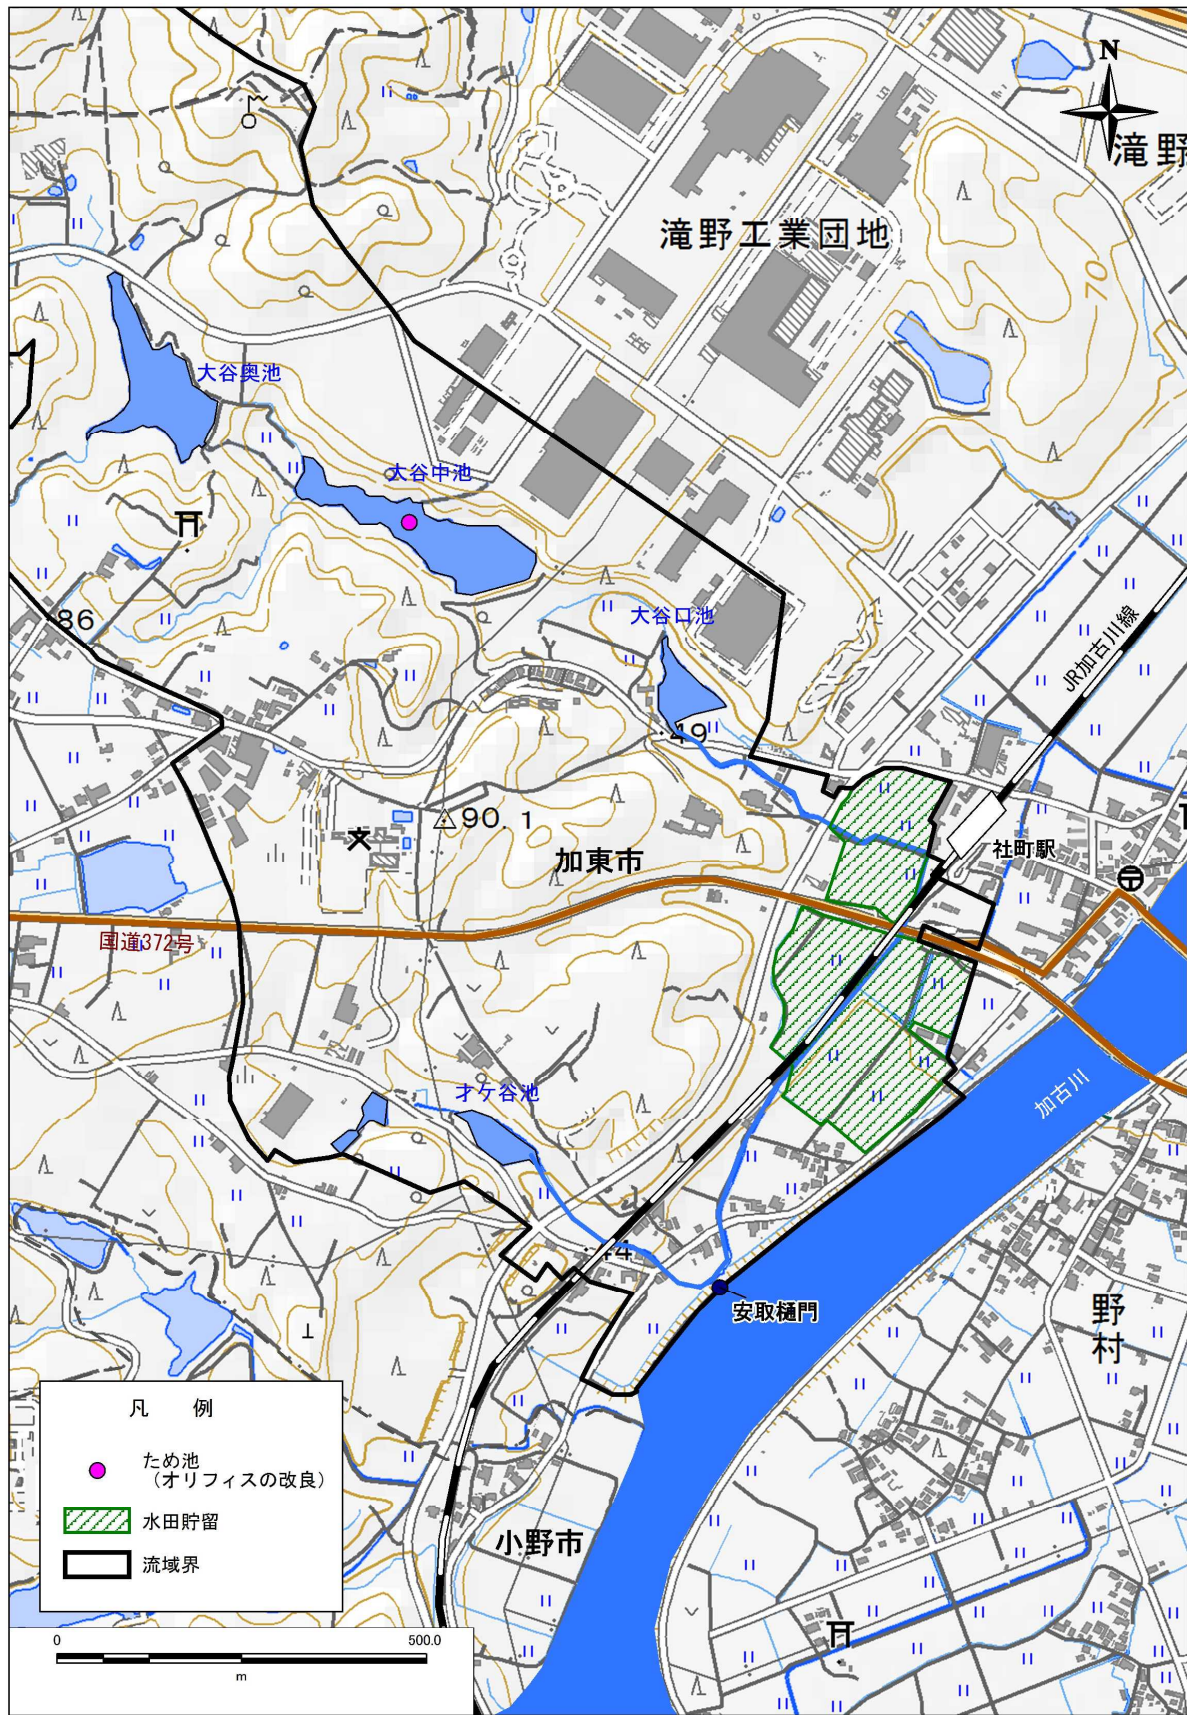 N
滝野
滝野工業団地
70
大谷奥池
大谷中池
大谷口池
86
49
JR加古川線
90.1
加東市
社町駅
国道372号
才ケ谷池
加古川
44
安取樋門
野村
凡 例
ため池
（オリフィスの改良）
水田貯留
流域界
小野市
0 500.0
m